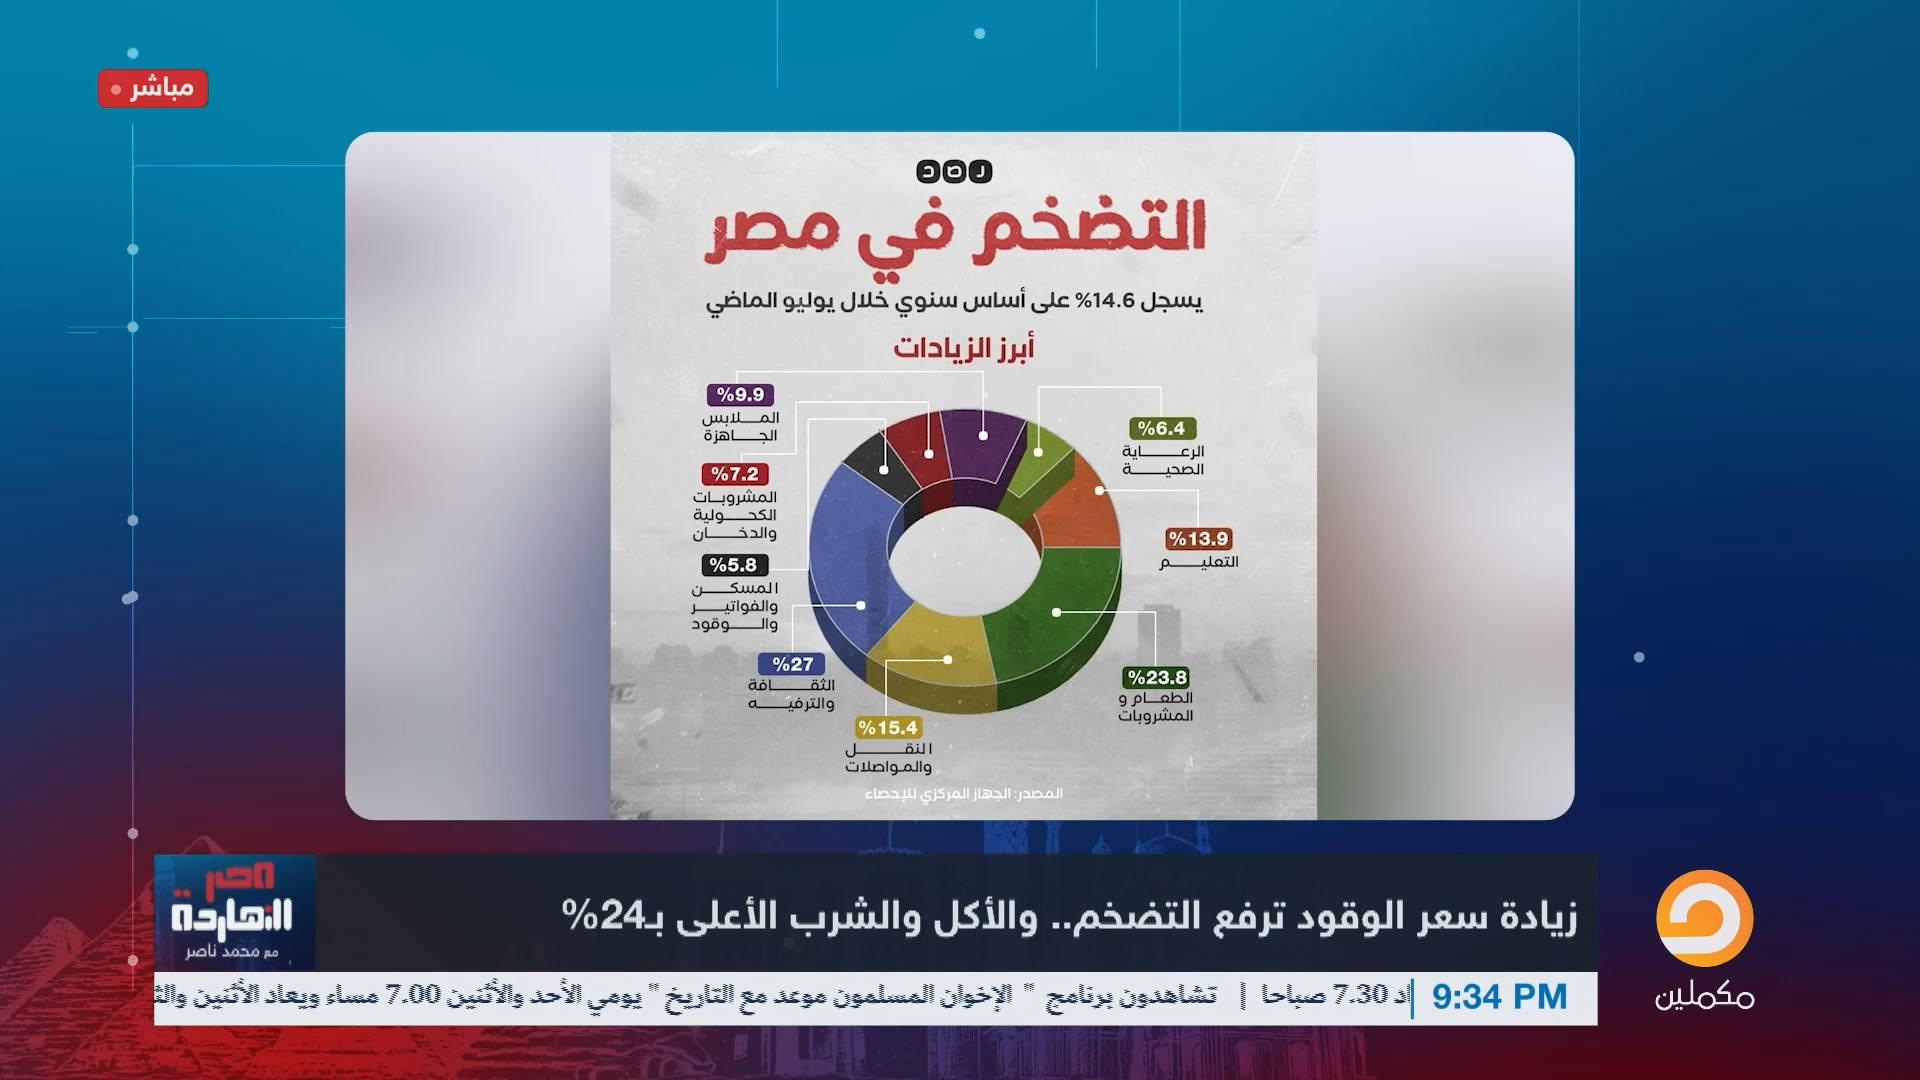 مباشر
رصد
التضخم في مصر
يسجل 14.6% على أساس سنوي خلال يوليو الماضي
أبرز الزيادات
%6.4
الرعاية
الصحية
%13.9
التعليم
%23.8
الطعام و
المشروبات
%9.9
الملابس
الجاهزة
%7.2
المشروبات
الكحولية
والدخان
%5.8
المسكن
والفواتير
والوقود
%27
الثقافة
والترفيه
%15.4
النقل
والمواصلات
المصدر: الجهاز المركزي للإحصاء
زيادة سعر الوقود ترفع التضخم.. والأكل والشرب الأعلى بـ24%
مصر
النهاردة
مع محمد ناصر
9:34 PM
اد 7.30 صباحا | تشاهدون برنامج " الإخوان المسلمون موعد مع التاريخ " يومي الأحد والأثنين 7.00 مساء ويعاد الأثنين
مكملين